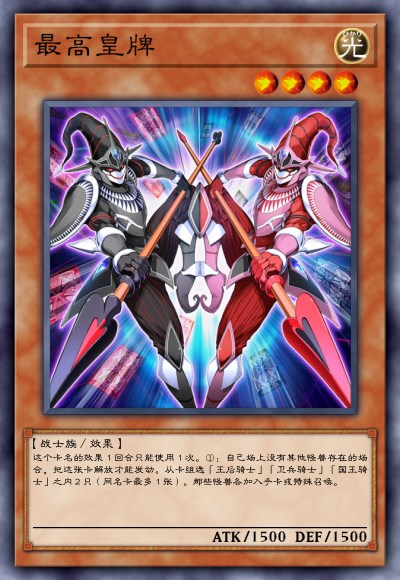 最高皇牌
光
【战士族／效果】
这个卡名的效果1回合只能使用1次。①：自己场上没有其他怪兽存在的场
合，把这张卡解放才能发动。从卡组选「王后骑士」「卫兵骑士」「国王骑
士」之内2只（同名卡最多1张）。那些怪兽各加入手卡或特殊召唤。
ATK/1500 DEF/1500